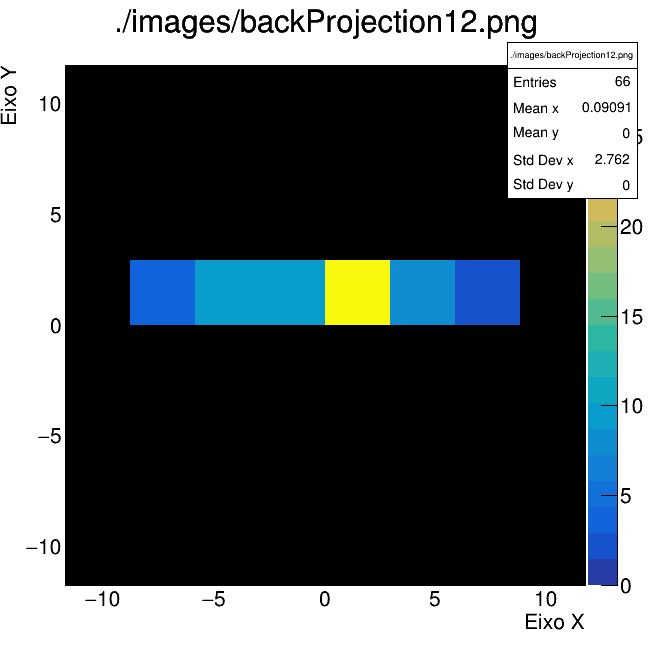 ./images/backProjection12.png
./images/backProjection12.png
Entries 66
Mean x 0.09091
Mean y 0
Std Dev x 2.762
Std Dev y 0
Eixo Y
10
5
0
−5
−10
−10 −5 0 5 10
Eixo X
5
20
15
10
5
0